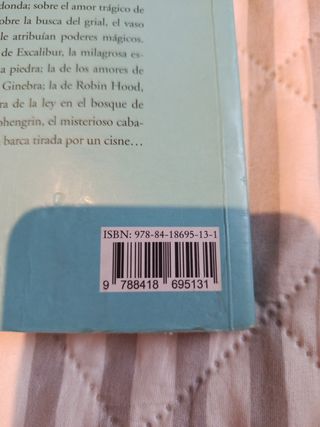 donda; sobre el amor trágico de
obre la busca del grial, el vaso
le atribuían poderes mágicos.
de Excalibur, la milagrosa es-
a piedra; la de los amores de
Ginebra; la de Robin Hood,
ra de la ley en el bosque de
ohengrin, el misterioso caba-
barca tirada por un cisne…
ISBN: 978-84-18695-13-1
9 788418 695131